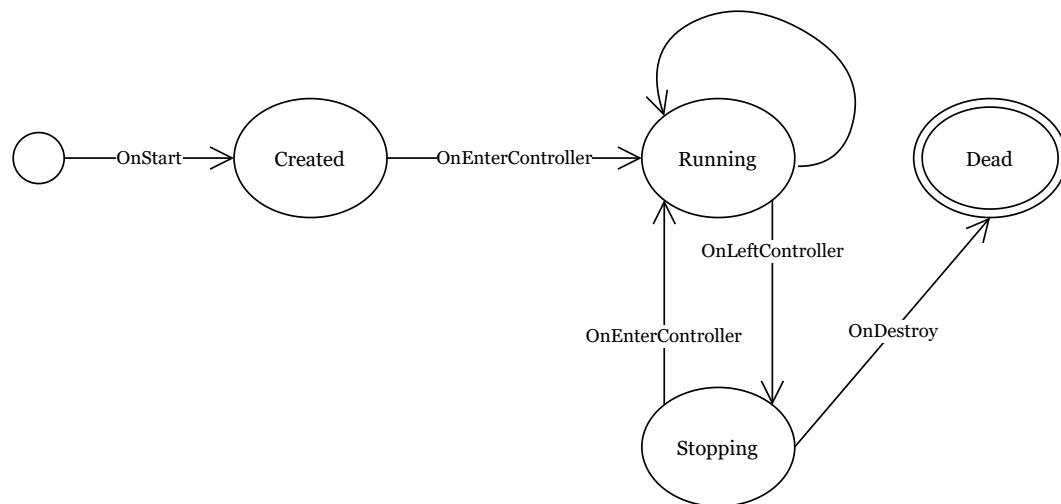 OnStart
Created
OnEnterController
Running
Dead
OnLeftController
OnEnterController
OnDestroy
Stopping